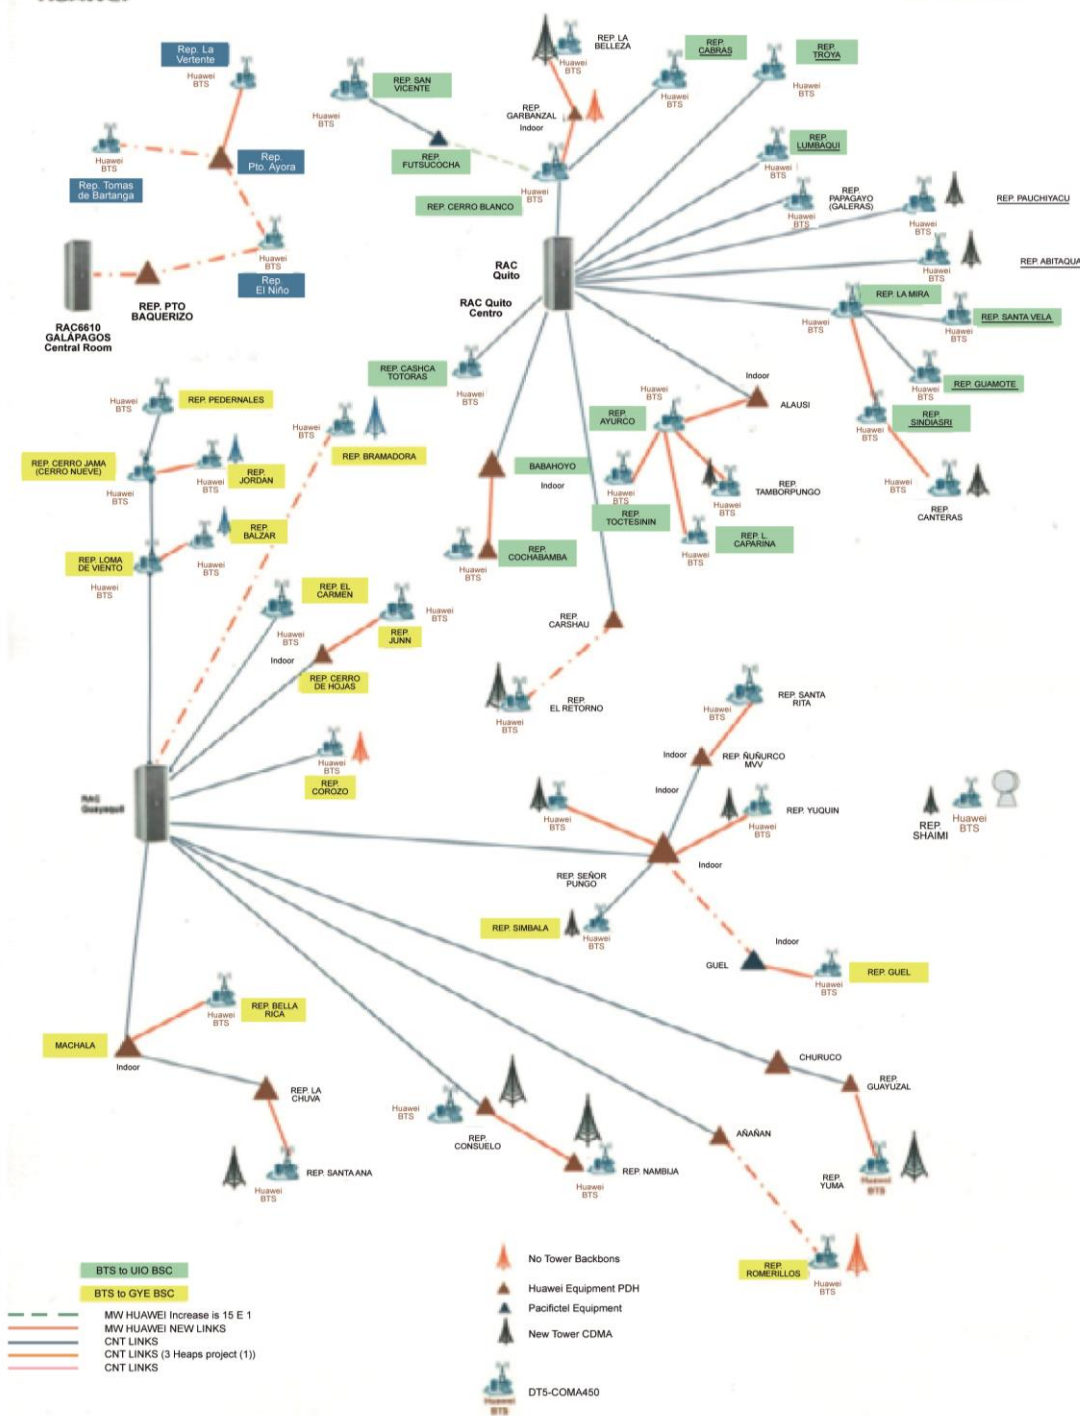 Rep. La
Vertente
Huawei
BTS
Huawei
BTS
Rep.
Pto. Ayora
Rep. Tomas
de Bartanga
Huawei
BTS
Rep.
El Niño
REP. PTO
BAQUERIZO
RAC6610
GALÁPAGOS
Central Room
REP. SAN
VICENTE
Huawei
BTS
REP.
FUTSUCOCHA
REP. CERRO BLANCO
Huawei
BTS
REP. LA
BELLEZA
Huawei
BTS
REP.
GARBANZAL
Indoor
REP.
CABRAS
Huawei
BTS
REP.
TROYA
Huawei
BTS
REP.
LUMBAQUI
Huawei
BTS
REP.
PAPAGAYO
(GALERAS)
Huawei
BTS
REP. PAUCHIYACU
Huawei
BTS
REP. ABITAQUA
Huawei
BTS
RAC
Quito
RAC Quito
Centro
REP. LA MIRA
Huawei
BTS
REP. SANTA VELA
Huawei
BTS
REP. GUAMOTE
Huawei
BTS
REP.
SINDIASRI
Huawei
BTS
Huawei
BTS
REP.
CANTERAS
REP. CASHCA
TOTORAS
Huawei
BTS
Indoor
ALAUSI
Huawei
BTS
REP.
AYURCO
Huawei
BTS
REP.
TOCTESININ
REP.
TAMBORPUNGO
Huawei
BTS
REP. L.
CAPARINA
Huawei
BTS
BABAHOYO
Indoor
REP.
COCHABAMBA
Huawei
BTS
REP.
CARSHAU
REP.
EL RETORNO
Huawei
BTS
Huawei
BTS
REP. PEDERNALES
REP. CERRO JAMA
(CERRO NUEVE)
Huawei
BTS
REP.
JORDAN
Huawei
BTS
REP.
BALZAR
Huawei
BTS
REP. LOMA
DE VIENTO
Huawei
BTS
Huawei
BTS
REP. BRAMADORA
REP. EL
CARMEN
Huawei
BTS
Huawei
BTS
REP.
JUNN
Indoor
REP. CERRO
DE HOJAS
Huawei
BTS
REP.
COROZO
RAC
Guayaquil
REP. SANTA
RITA
Huawei
BTS
Indoor
REP. ÑUÑURCO
MVV
Indoor
Huawei
BTS
REP. YUQUIN
Huawei
BTS
Indoor
REP. SEÑOR
PUNGO
REP. SIMBALA
Huawei
BTS
REP.
SHAIMI
Huawei
BTS
Indoor
GUEL
REP. GUEL
Huawei
BTS
REP. BELLA
RICA
Huawei
BTS
MACHALA
Indoor
REP. LA
CHUVA
REP. SANTA ANA
Huawei
BTS
Huawei
BTS
REP.
CONSUELO
REP. NAMBIJA
Huawei
BTS
CHURUCO
REP.
GUAYUZAL
AÑAÑAN
REP.
YUMA
Huawei
BTS
REP.
ROMERILLOS
Huawei
BTS
BTS to UIO BSC
BTS to GYE BSC
MW HUAWEI Increase is 15 E 1
MW HUAWEI NEW LINKS
CNT LINKS
CNT LINKS (3 Heaps project (1))
CNT LINKS
No Tower Backbons
Huawei Equipment PDH
Pacifictel Equipment
New Tower CDMA
DT5-COMA450
Huawei
BTS